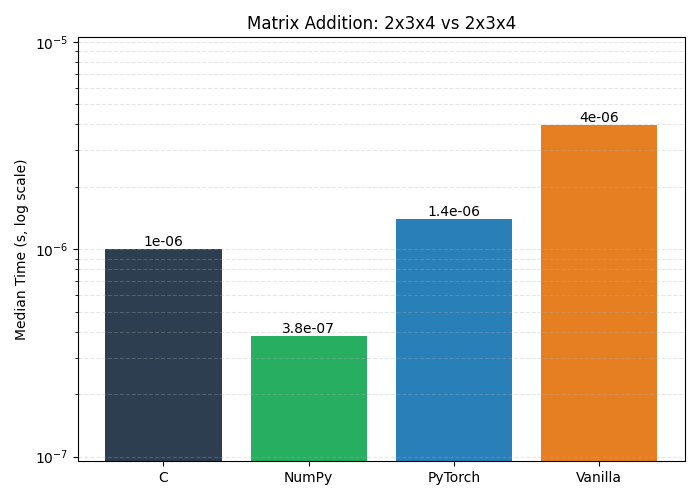 Matrix Addition: 2x3x4 vs 2x3x4
10⁻⁵
4e-06
1.4e-06
Median Time (s, log scale)
1e-06
10⁻⁶
3.8e-07
10⁻⁷
C NumPy PyTorch Vanilla